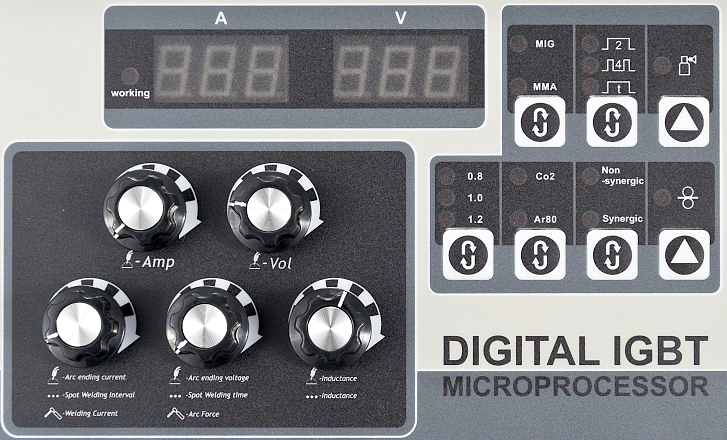 A V
888 888
working
MIG
MMA
2
4
t
0.8
1.0
1.2
Co2
Ar80
Non
-synergic
Synergic
-Amp -Vol
-Arc ending current -Arc ending voltage -Inductance
-Spot Welding Interval -Spot Welding time -Inductance
-Welding Current -Arc Force
DIGITAL IGBT
MICROPROCESSOR